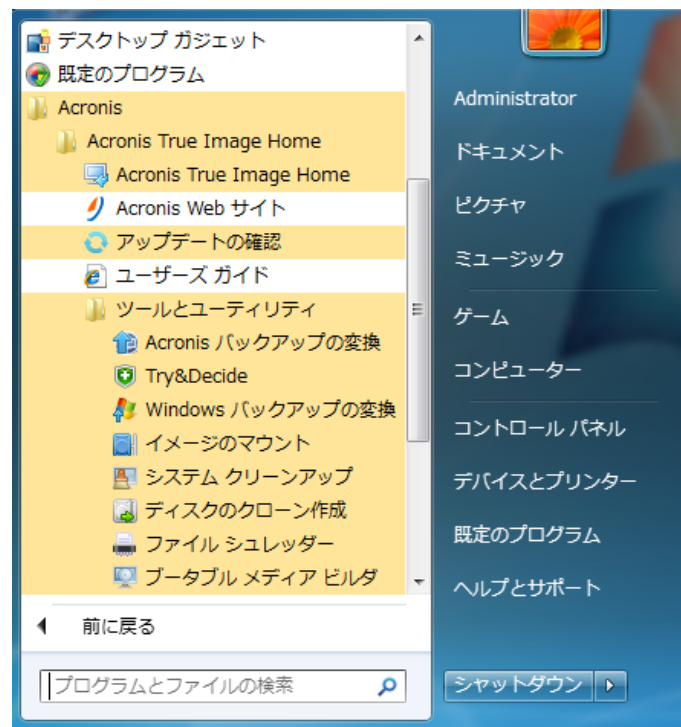 デスクトップ ガジェット
既定のプログラム
Acronis
Acronis True Image Home
Acronis True Image Home
Acronis Web サイト
アップデートの確認
ユーザーズ ガイド
ツールとユーティリティ
Acronis バックアップの変換
Try&Decide
Windows バックアップの変換
イメージのマウント
システム クリーンアップ
ディスクのクローン作成
ファイル シュレッダー
ブータブル メディア ビルダ
前に戻る
プログラムとファイルの検索
Administrator
ドキュメント
ピクチャ
ミュージック
ゲーム
コンピューター
コントロール パネル
デバイスとプリンター
既定のプログラム
ヘルプとサポート
シャットダウン